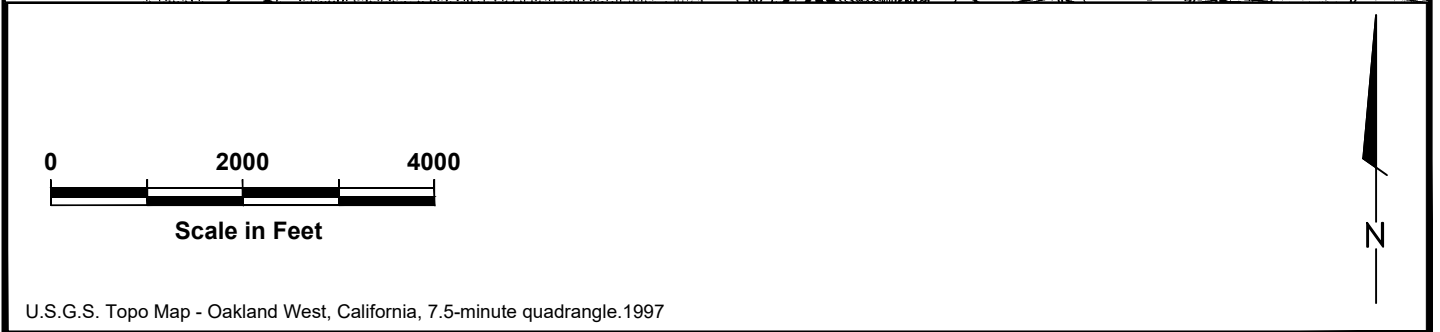 0 2000 4000
Scale in Feet
N
U.S.G.S. Topo Map - Oakland West, California, 7.5-minute quadrangle.1997